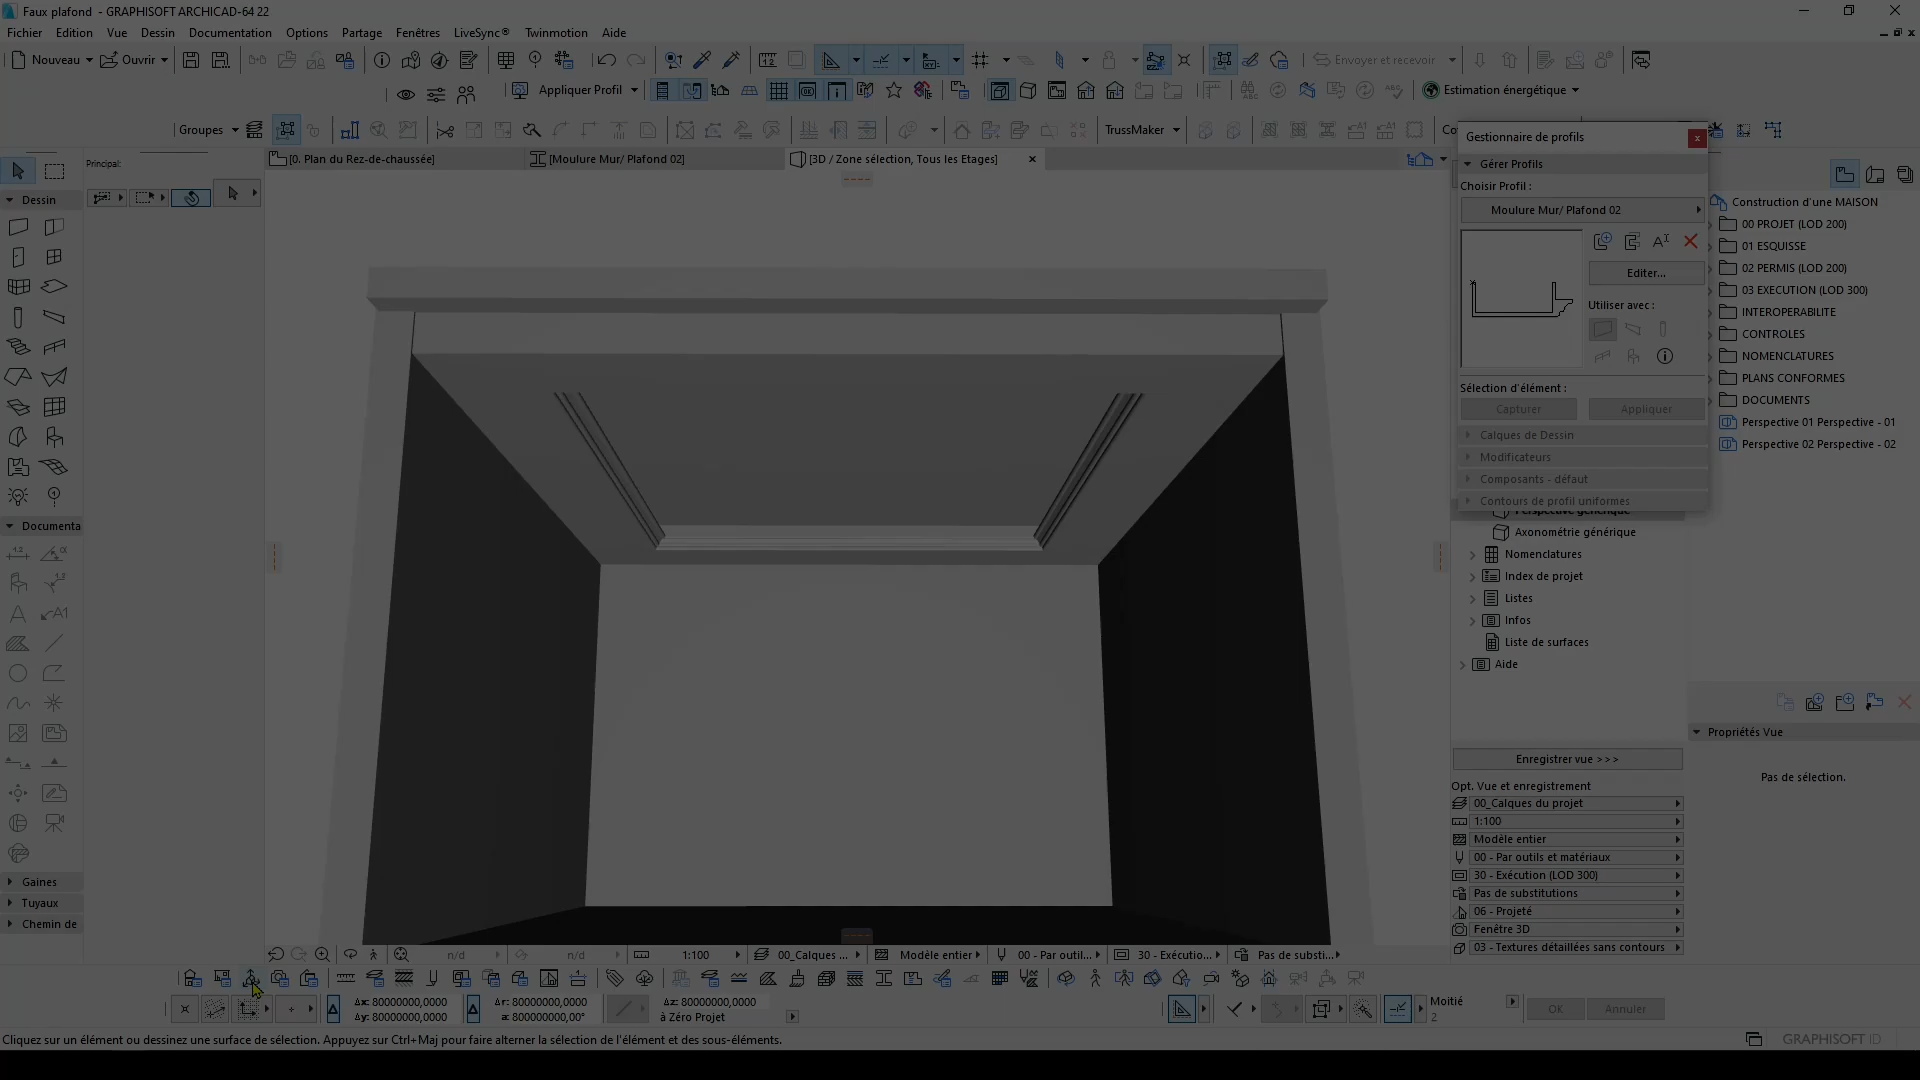 Faux plafond - GRAPHISOFT ARCHICAD-64 22
Fichier Edition Vue Dessin Documentation Options Partage Fenêtres LiveSync® Twinmotion Aide
Nouveau Ouvrir Envoyer et recevoir
Appliquer Profil Estimation énergétique
Groupes TrussMaker
Principal:
[0. Plan du Rez-de-chaussée] [Moulure Mur/ Plafond 02] [3D / Zone sélection, Tous les Etages]
Dessin
Documenta
Gaines
Tuyaux
Chemin de
Gestionnaire de profils
Gérer Profils
Choisir Profil :
Moulure Mur/ Plafond 02
Editer...
Utiliser avec :
Sélection d'élément :
Capturer Appliquer
Calques de Dessin
Modificateurs
Composants - défaut
Contours de profil uniformes
Perspective générique
Axonométrie générique
Nomenclatures
Index de projet
Listes
Infos
Liste de surfaces
Aide
Construction d'une MAISON
00 PROJET (LOD 200)
01 ESQUISSE
02 PERMIS (LOD 200)
03 EXECUTION (LOD 300)
INTEROPERABILITE
CONTROLES
NOMENCLATURES
PLANS CONFORMES
DOCUMENTS
Perspective 01 Perspective - 01
Perspective 02 Perspective - 02
Propriétés Vue
Pas de sélection.
Enregistrer vue >>>
Opt. Vue et enregistrement
00_Calques du projet
1:100
Modèle entier
00 - Par outils et matériaux
30 - Exécution (LOD 300)
Pas de substitutions
06 - Projeté
Fenêtre 3D
03 - Textures détaillées sans contours
n/d n/d 1:100 00_Calques ... Modèle entier 00 - Par outil... 30 - Exécutio... Pas de substi...
Δx: 80000000,0000 Δr: 80000000,0000 Δz: 80000000,0000
Δy: 80000000,0000 a: 80000000,00° à Zéro Projet
Moitié
2
OK Annuler
Cliquez sur un élément ou dessinez une surface de sélection. Appuyez sur Ctrl+Maj pour faire alterner la sélection de l'élément et des sous-éléments.
GRAPHISOFT ID